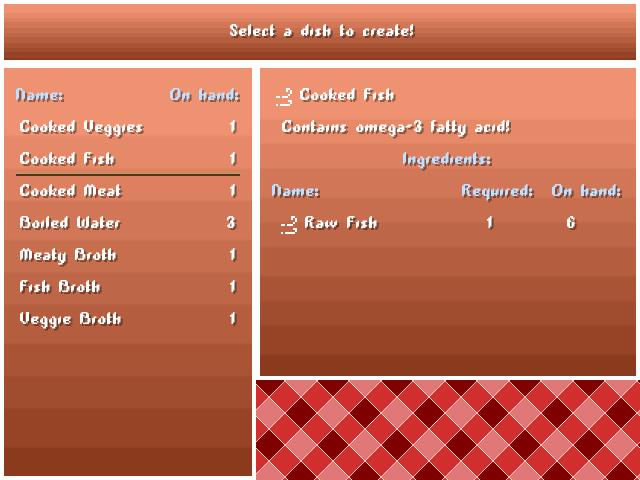 Select a dish to create!
Name: On hand:
Cooked Veggies 1
Cooked Fish 1
Cooked Meat 1
Boiled Water 3
Meaty Broth 1
Fish Broth 1
Veggie Broth 1
Cooked Fish
Contains omega-3 fatty acid!
Ingredients:
Name: Required: On hand:
Raw Fish 1 6